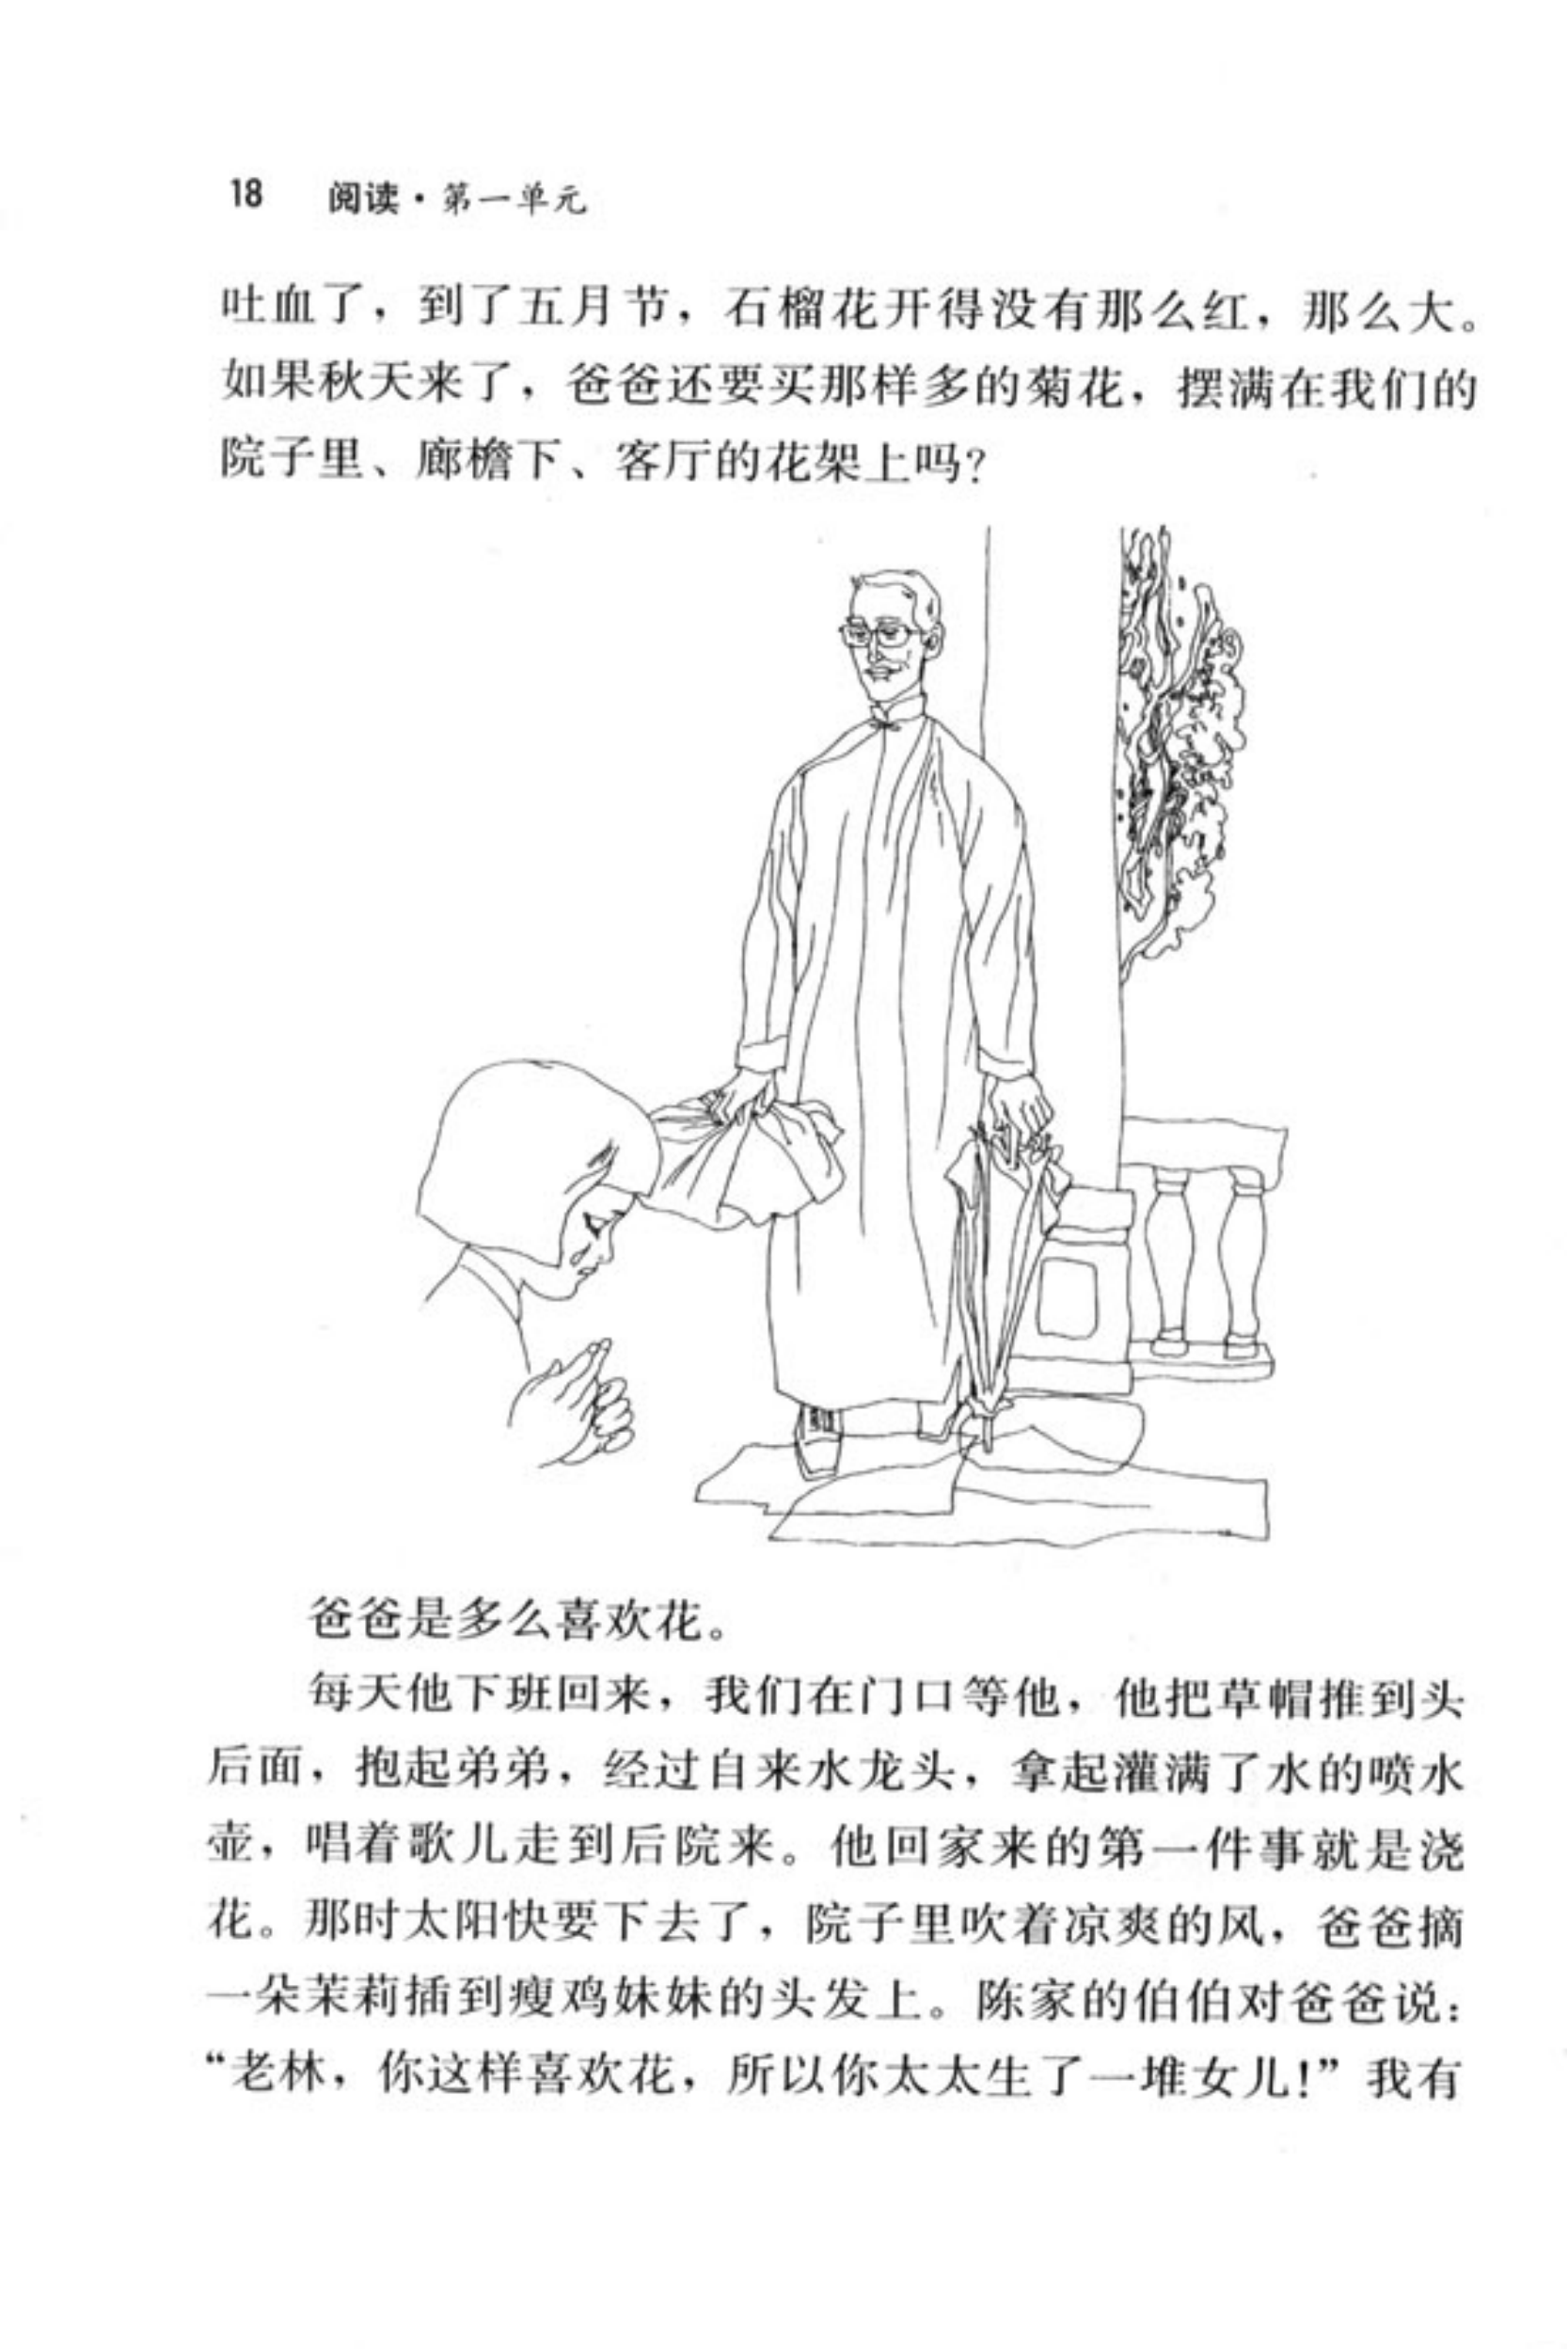 18 阅读·第一单元
吐血了，到了五月节，石榴花开得没有那么红，那么大。
如果秋天来了，爸爸还要买那样多的菊花，摆满在我们的
院子里、廊檐下、客厅的花架上吗？
爸爸是多么喜欢花。
每天他下班回来，我们在门口等他，他把草帽推到头
后面，抱起弟弟，经过自来水龙头，拿起灌满了水的喷水
壶，唱着歌儿走到后院来。他回家来的第一件事就是浇
花。那时太阳快要下去了，院子里吹着凉爽的风，爸爸摘
一朵茉莉插到瘦鸡妹妹的头发上。陈家的伯伯对爸爸说：
“老林，你这样喜欢花，所以你太太生了一堆女儿！”我有